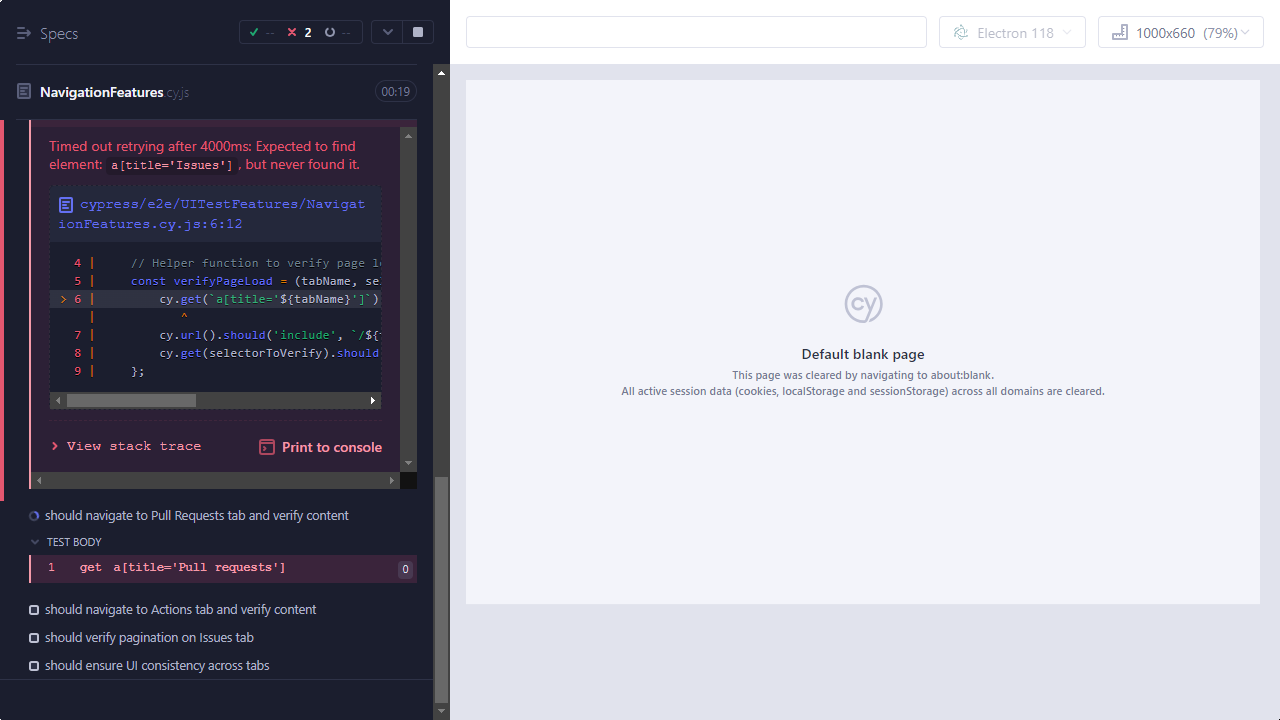 Specs
--
2
--
Electron 118
1000x660 (79%)
NavigationFeatures.cy.js
00:19
Timed out retrying after 4000ms: Expected to find
element: a[title='Issues'] , but never found it.
cypress/e2e/UITestFeatures/Navigat
ionFeatures.cy.js:6:12
4 | // Helper function to verify page l
5 | const verifyPageLoad = (tabName, se
> 6 | cy.get(`a[title='${tabName}']`)
| ^
7 | cy.url().should('include', `/${
8 | cy.get(selectorToVerify).should
9 | };
View stack trace
Print to console
should navigate to Pull Requests tab and verify content
TEST BODY
1 get a[title='Pull requests'] 0
should navigate to Actions tab and verify content
should verify pagination on Issues tab
should ensure UI consistency across tabs
cy
Default blank page
This page was cleared by navigating to about:blank.
All active session data (cookies, localStorage and sessionStorage) across all domains are cleared.